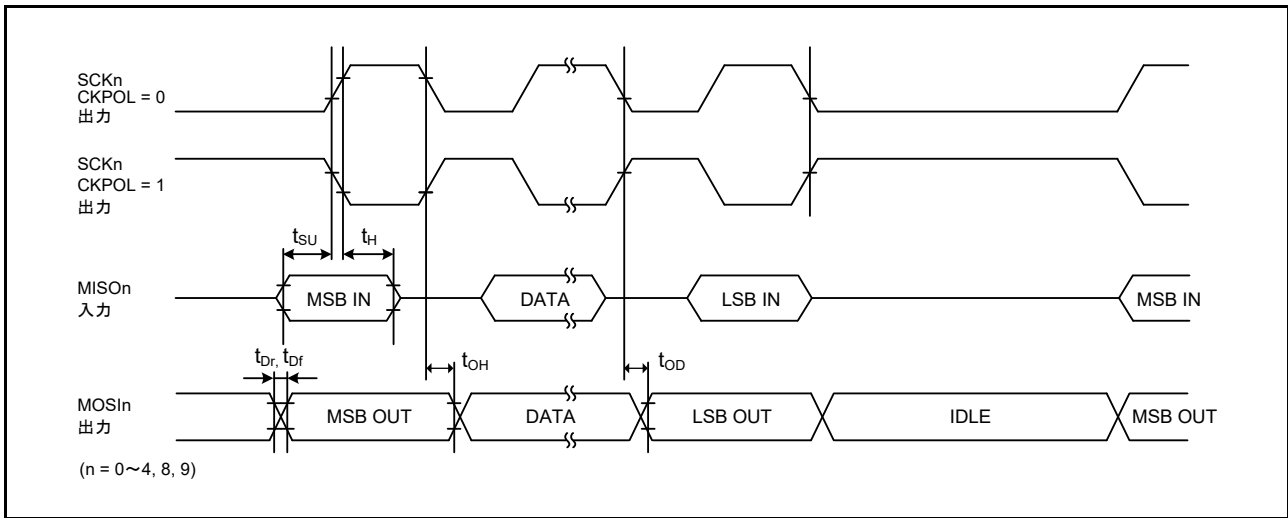 SCKn
CKPOL = 0
出力
SCKn
CKPOL = 1
出力
tSU
tH
MISOn
入力
MSB IN
DATA
LSB IN
MSB IN
tDr, tDf
tOH
tOD
MOSIn
出力
MSB OUT
DATA
LSB OUT
IDLE
MSB OUT
(n = 0～4, 8, 9)